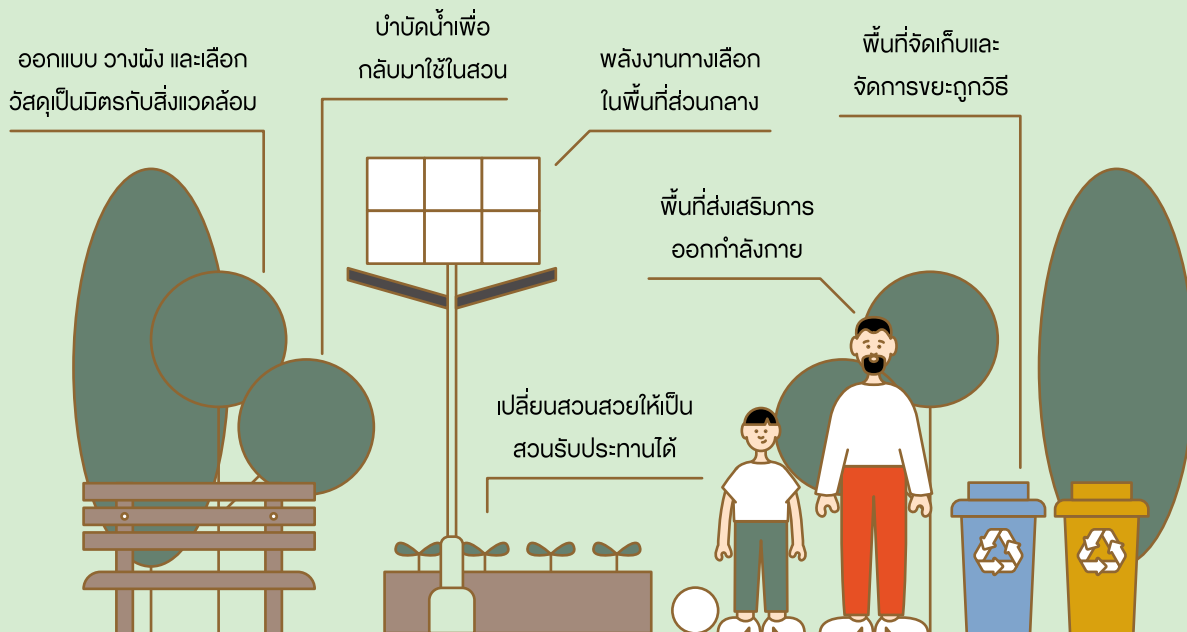 ออกแบบ วางผัง และเลือก
วัสดุเป็นมิตรกับสิ่งแวดล้อม
บำบัดน้ำเพื่อ
กลับมาใช้ในสวน
พลังงานทางเลือก
ในพื้นที่ส่วนกลาง
พื้นที่จัดเก็บและ
จัดการขยะถูกวิธี
พื้นที่ส่งเสริมการ
ออกกำลังกาย
เปลี่ยนสวนสวยให้เป็น
สวนรับประทานได้